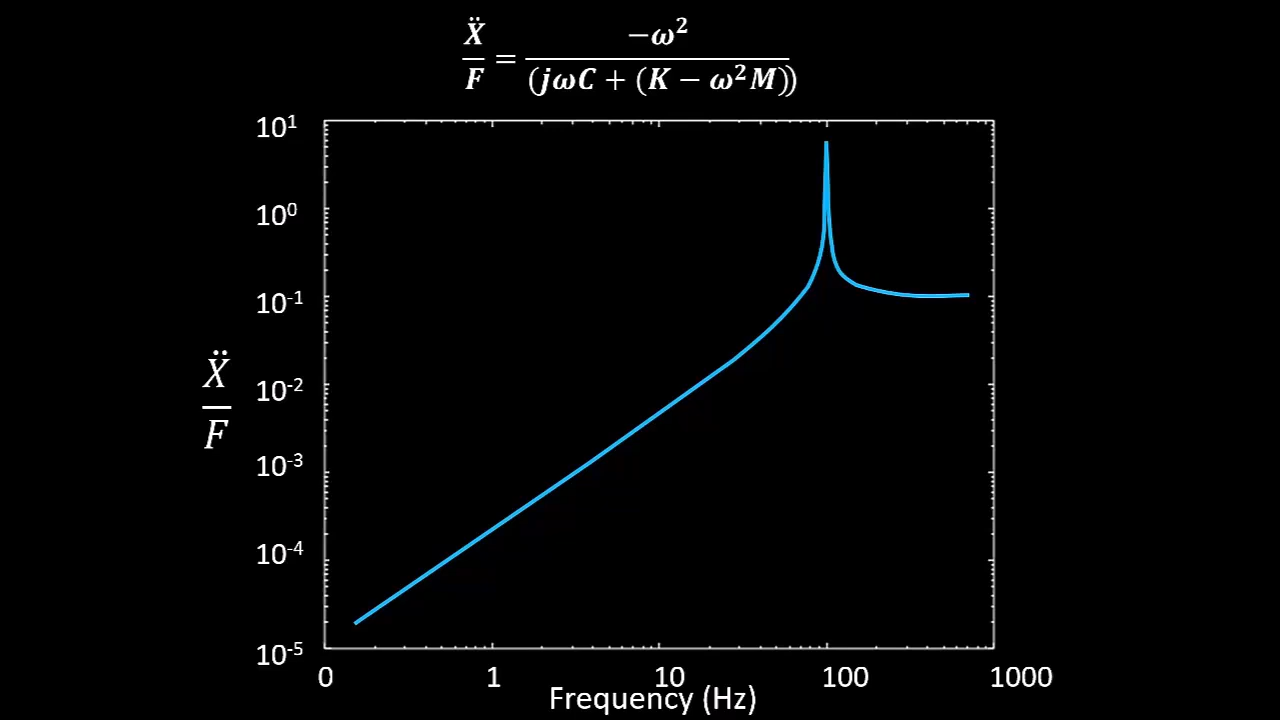 Ẍ/F = −ω²/(jωC + (K − ω²M))
10¹
10⁰
10⁻¹
10⁻²
10⁻³
10⁻⁴
10⁻⁵
Ẍ/F
0 1 10 100 1000
Frequency (Hz)